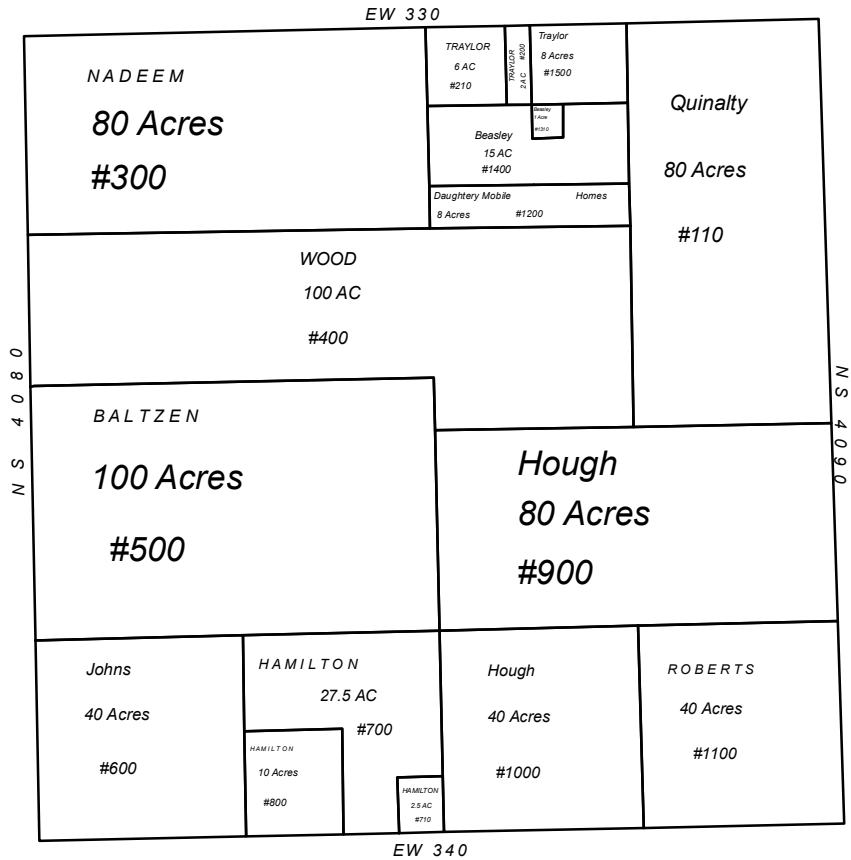 EW 330
NADEEM
80 Acres
#300
TRAYLOR
6 AC
#210
TRAYLOR #200
2 AC
Traylor
8 Acres
#1500
Quinalty
80 Acres
#110
Beasley
15 AC
#1400
Beasley
1 Acre
#1310
Daughtery Mobile Homes
8 Acres #1200
WOOD
100 AC
#400
NS 4080
NS 4090
BALTZEN
100 Acres
#500
Hough
80 Acres
#900
Johns
40 Acres
#600
HAMILTON
27.5 AC
#700
HAMILTON
10 Acres
#800
HAMILTON
2.5 AC
#710
Hough
40 Acres
#1000
ROBERTS
40 Acres
#1100
EW 340